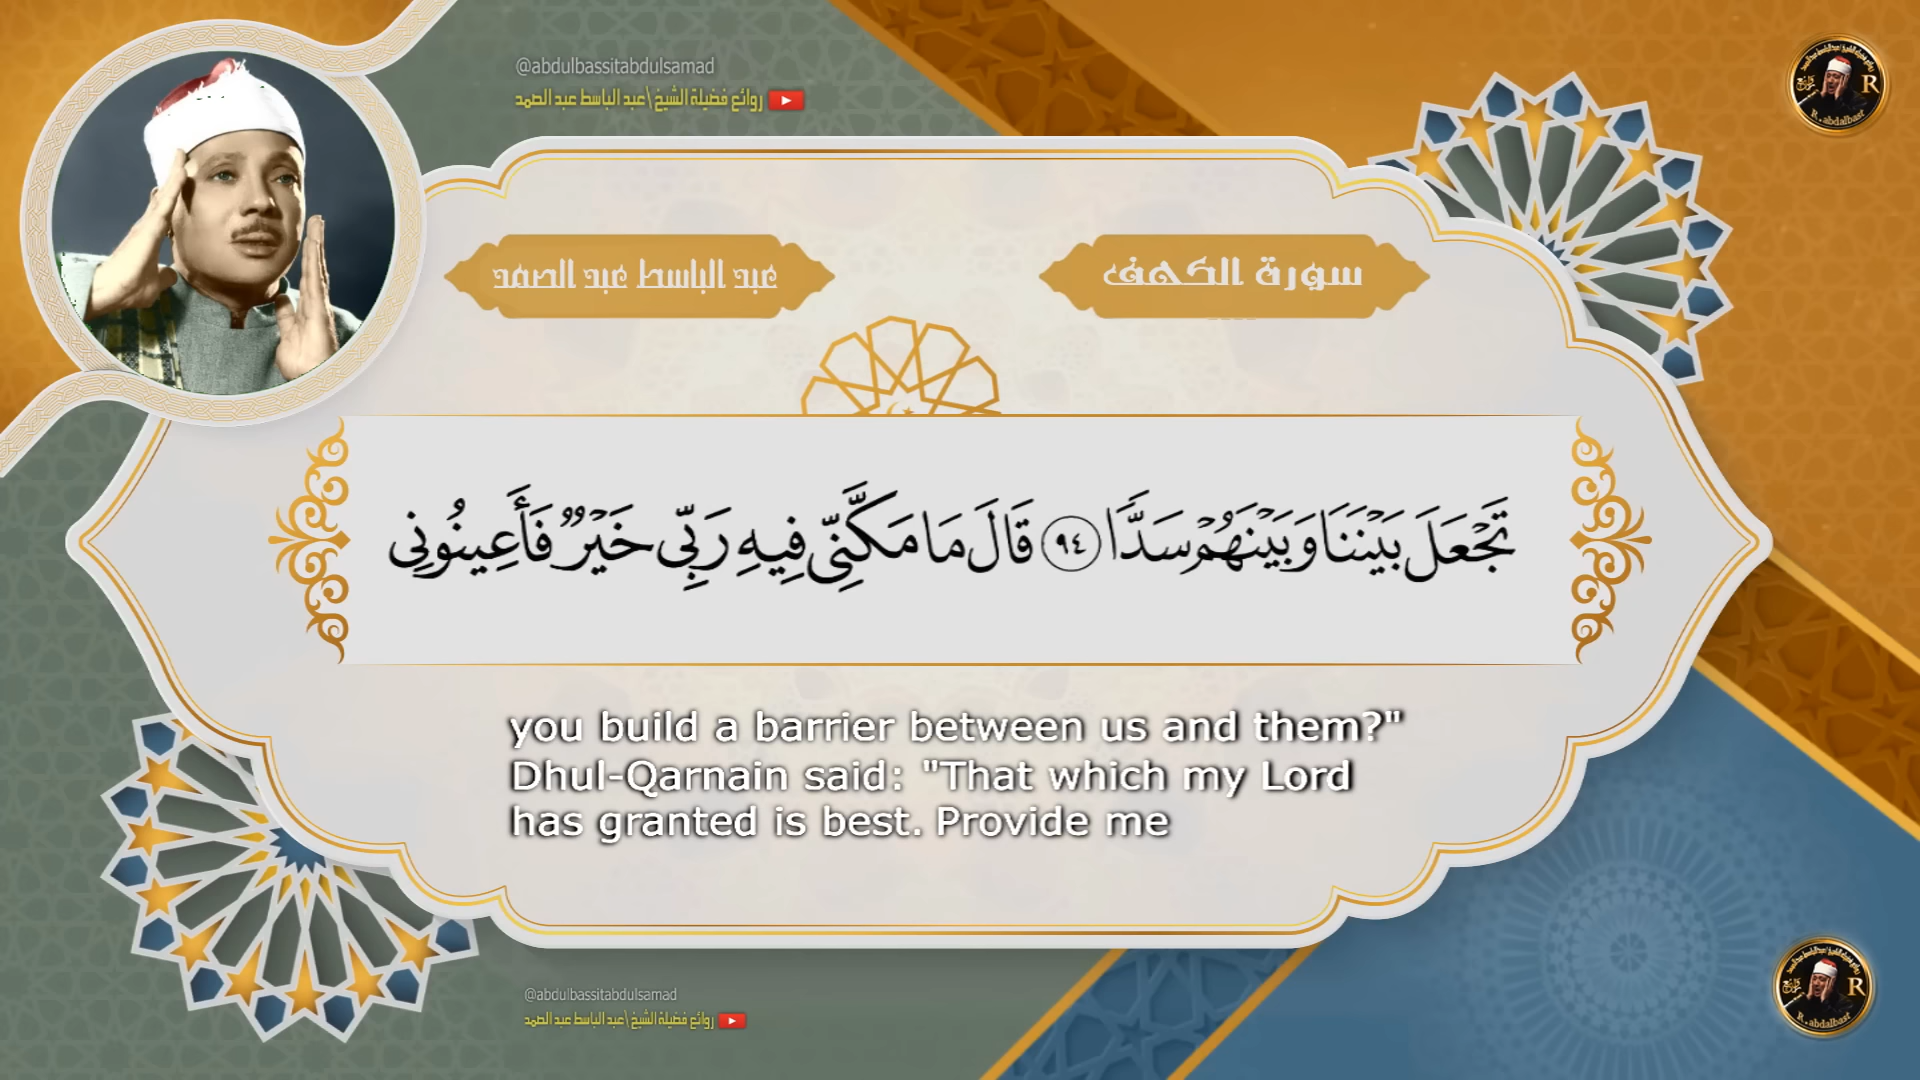 @abdulbassitabdulsamad
روائع فضيلة الشيخ\عبد الباسط عبد الصمد
سورة الكهف
عبد الباسط عبد الصمد
تَجْعَلَ بَيْنَنَا وَبَيْنَهُمْ سَدًّا ٩٤ قَالَ مَا مَكَّنِّي فِيهِ رَبِّي خَيْرٌ فَأَعِينُونِي
you build a barrier between us and them?"
Dhul-Qarnain said: "That which my Lord
has granted is best. Provide me
@abdulbassitabdulsamad
روائع فضيلة الشيخ\عبد الباسط عبد الصمد
R
R.abdalbast
R
R.abdalbast